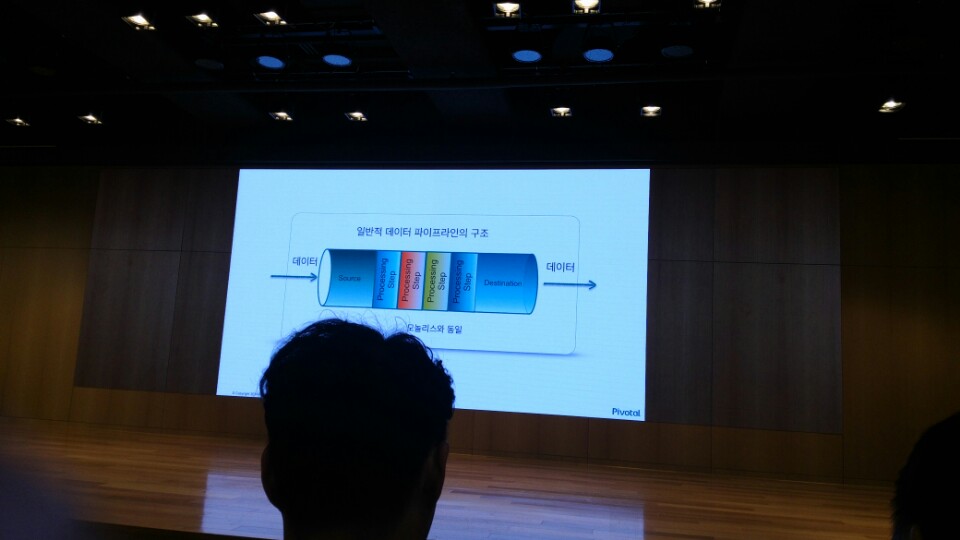 일반적 데이터 파이프라인의 구조
데이터
Source
Processing Step
Processing Step
Processing Step
Processing Step
Destination
데이터
모놀리스와 동일
Pivotal